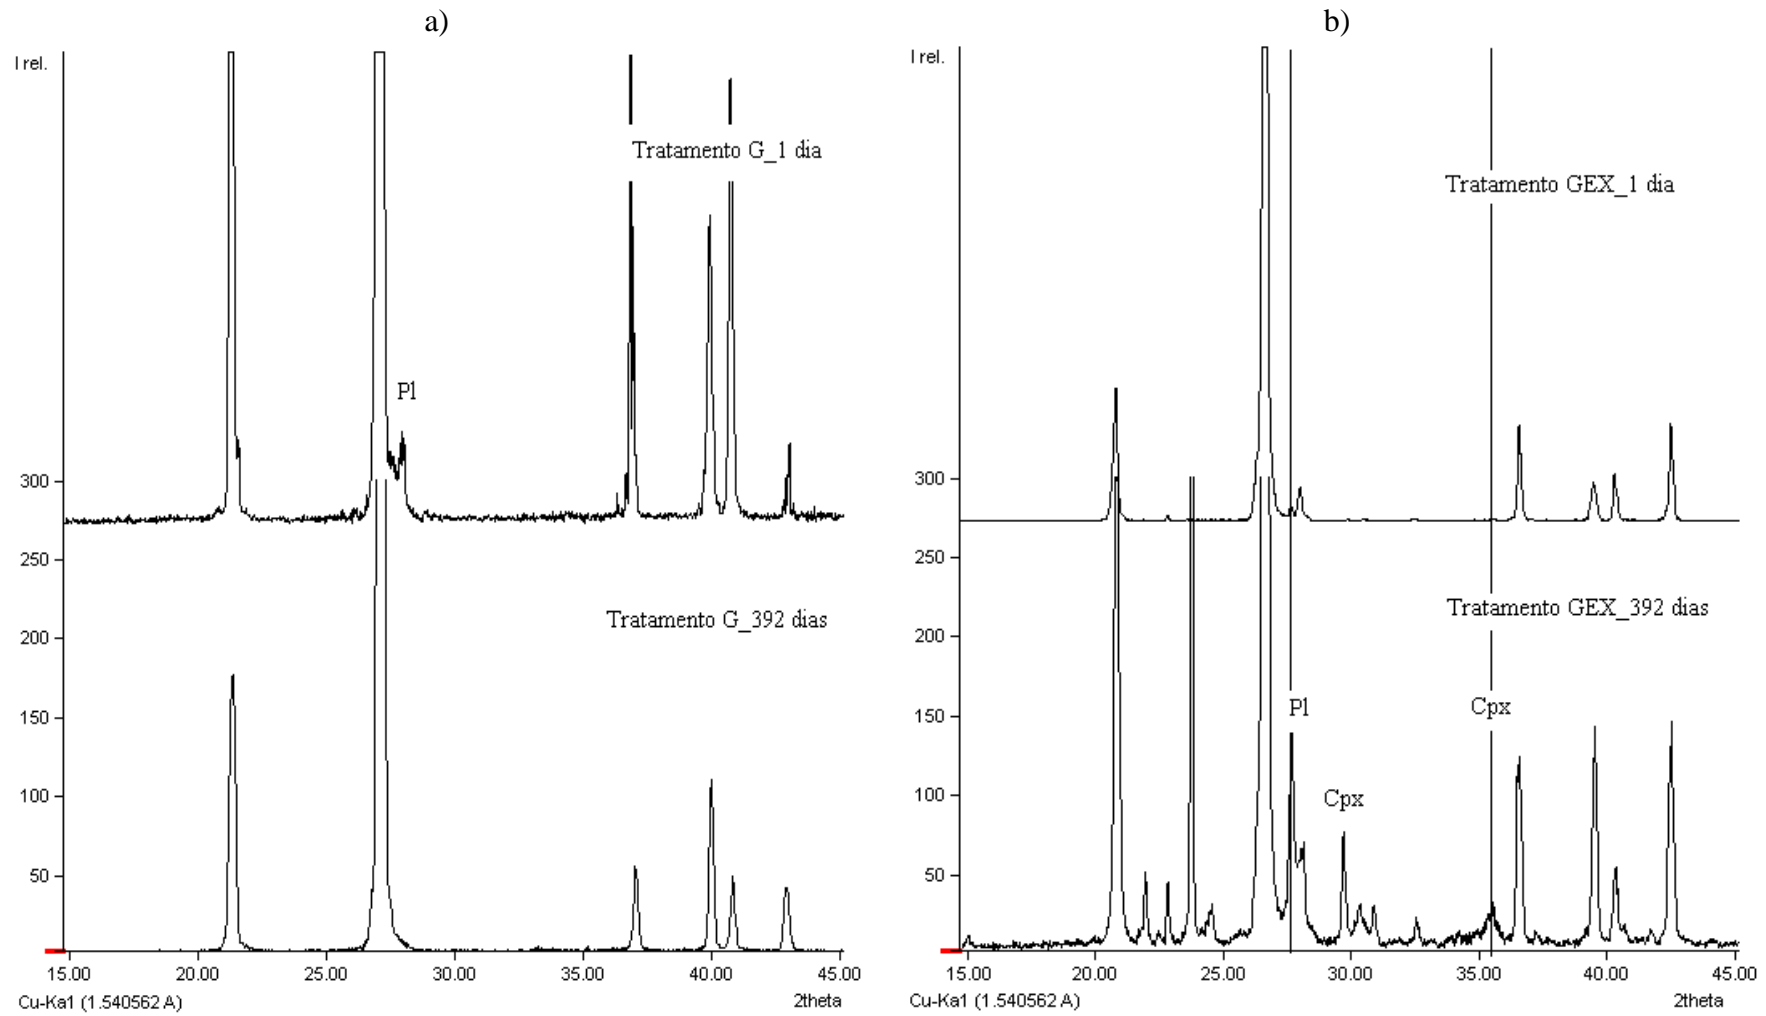 a)
I rel.
Tratamento G_1 dia
Pl
300
250
Tratamento G_392 dias
200
150
100
50
15.00 20.00 25.00 30.00 35.00 40.00 45.00
Cu-Ka1 (1.540562 A) 2theta
b)
I rel.
Tratamento GEX_1 dia
300
250
Tratamento GEX_392 dias
200
150
Pl
Cpx
Cpx
100
50
15.00 20.00 25.00 30.00 35.00 40.00 45.00
Cu-Ka1 (1.540562 A) 2theta